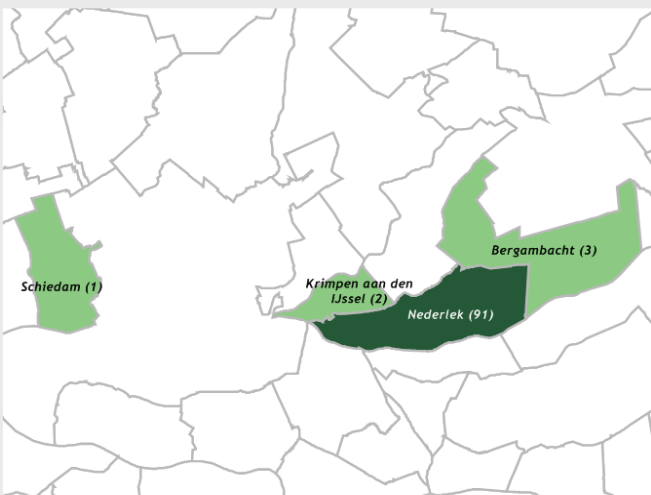 Bergambacht (3)
Schiedam (1)
Krimpen aan den
IJssel (2)
Nederlek (91)